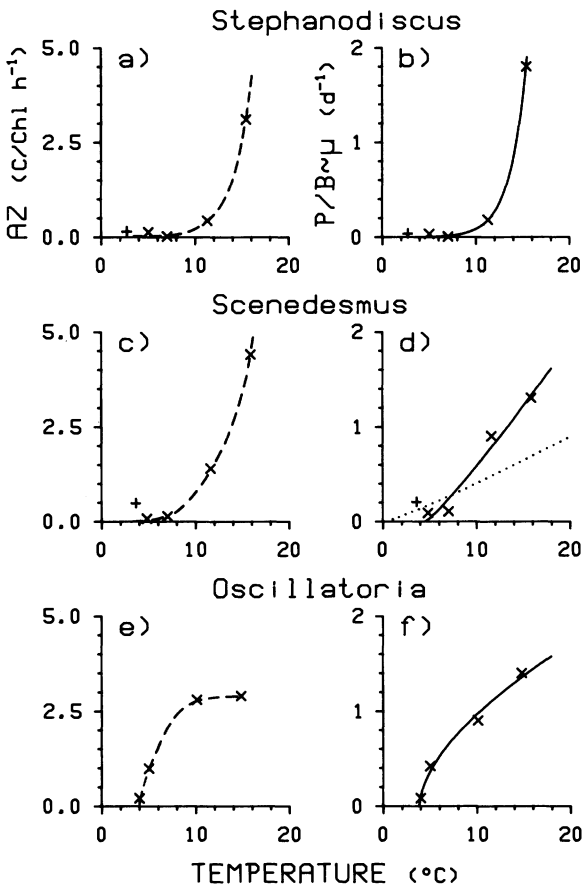 Stephanodiscus
a)
b)
AZ (C/Chl h⁻¹)
5.0
2.5
0.0
0 10 20
P/B~μ (d⁻¹)
2
1
0
0 10 20
Scenedesmus
c)
d)
5.0
2.5
0.0
0 10 20
2
1
0
0 10 20
Oscillatoria
e)
f)
5.0
2.5
0.0
0 10 20
2
1
0
0 10 20
TEMPERATURE (°C)